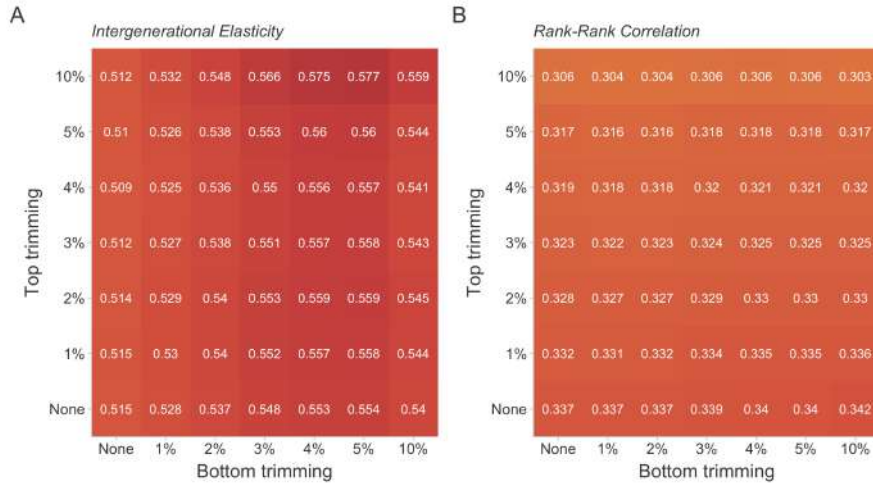 A
Intergenerational Elasticity
Top trimming
10% 0.512 0.532 0.548 0.566 0.575 0.577 0.559
5% 0.51 0.526 0.538 0.553 0.56 0.56 0.544
4% 0.509 0.525 0.536 0.55 0.556 0.557 0.541
3% 0.512 0.527 0.538 0.551 0.557 0.558 0.543
2% 0.514 0.529 0.54 0.553 0.559 0.559 0.545
1% 0.515 0.53 0.54 0.552 0.557 0.558 0.544
None 0.515 0.528 0.537 0.548 0.553 0.554 0.54
None 1% 2% 3% 4% 5% 10%
Bottom trimming
B
Rank-Rank Correlation
Top trimming
10% 0.306 0.304 0.304 0.306 0.306 0.306 0.303
5% 0.317 0.316 0.316 0.318 0.318 0.318 0.317
4% 0.319 0.318 0.318 0.32 0.321 0.321 0.32
3% 0.323 0.322 0.323 0.324 0.325 0.325 0.325
2% 0.328 0.327 0.327 0.329 0.33 0.33 0.33
1% 0.332 0.331 0.332 0.334 0.335 0.335 0.336
None 0.337 0.337 0.337 0.339 0.34 0.34 0.342
None 1% 2% 3% 4% 5% 10%
Bottom trimming